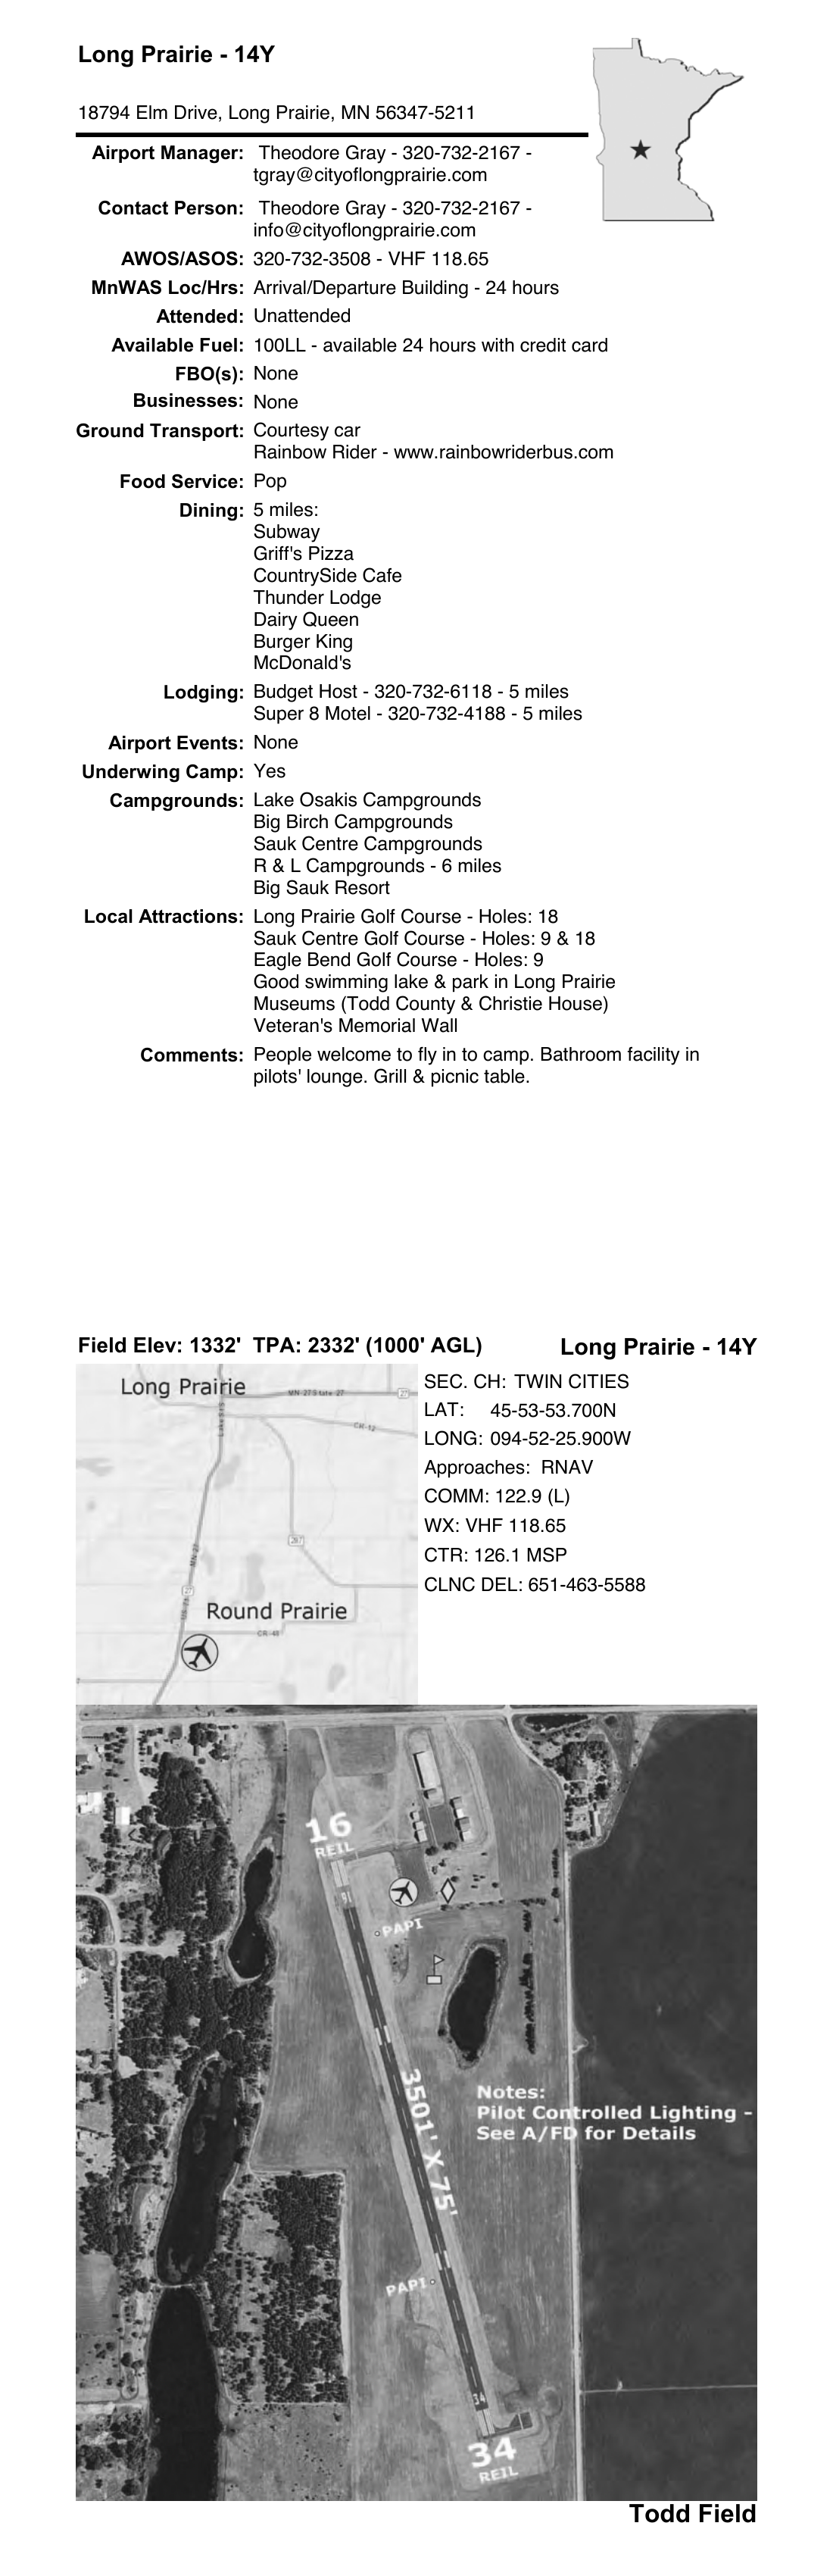 Long Prairie - 14Y
18794 Elm Drive, Long Prairie, MN 56347-5211
Airport Manager: Theodore Gray - 320-732-2167 -
tgray@cityoflongprairie.com
Contact Person: Theodore Gray - 320-732-2167 -
info@cityoflongprairie.com
AWOS/ASOS: 320-732-3508 - VHF 118.65
MnWAS Loc/Hrs: Arrival/Departure Building - 24 hours
Attended: Unattended
Available Fuel: 100LL - available 24 hours with credit card
FBO(s): None
Businesses: None
Ground Transport: Courtesy car
Rainbow Rider - www.rainbowriderbus.com
Food Service: Pop
Dining: 5 miles:
Subway
Griff's Pizza
CountrySide Cafe
Thunder Lodge
Dairy Queen
Burger King
McDonald's
Lodging: Budget Host - 320-732-6118 - 5 miles
Super 8 Motel - 320-732-4188 - 5 miles
Airport Events: None
Underwing Camp: Yes
Campgrounds: Lake Osakis Campgrounds
Big Birch Campgrounds
Sauk Centre Campgrounds
R & L Campgrounds - 6 miles
Big Sauk Resort
Local Attractions: Long Prairie Golf Course - Holes: 18
Sauk Centre Golf Course - Holes: 9 & 18
Eagle Bend Golf Course - Holes: 9
Good swimming lake & park in Long Prairie
Museums (Todd County & Christie House)
Veteran's Memorial Wall
Comments: People welcome to fly in to camp. Bathroom facility in
pilots' lounge. Grill & picnic table.
Field Elev: 1332' TPA: 2332' (1000' AGL)
Long Prairie - 14Y
Long Prairie
MN-27 State 27
27
CR-12
287
MN-27
27
Round Prairie
CR-48
SEC. CH: TWIN CITIES
LAT: 45-53-53.700N
LONG: 094-52-25.900W
Approaches: RNAV
COMM: 122.9 (L)
WX: VHF 118.65
CTR: 126.1 MSP
CLNC DEL: 651-463-5588
16
REIL
16
PAPI
3501' X 75'
Notes:
Pilot Controlled Lighting -
See A/FD for Details
PAPI
34
34
REIL
Todd Field